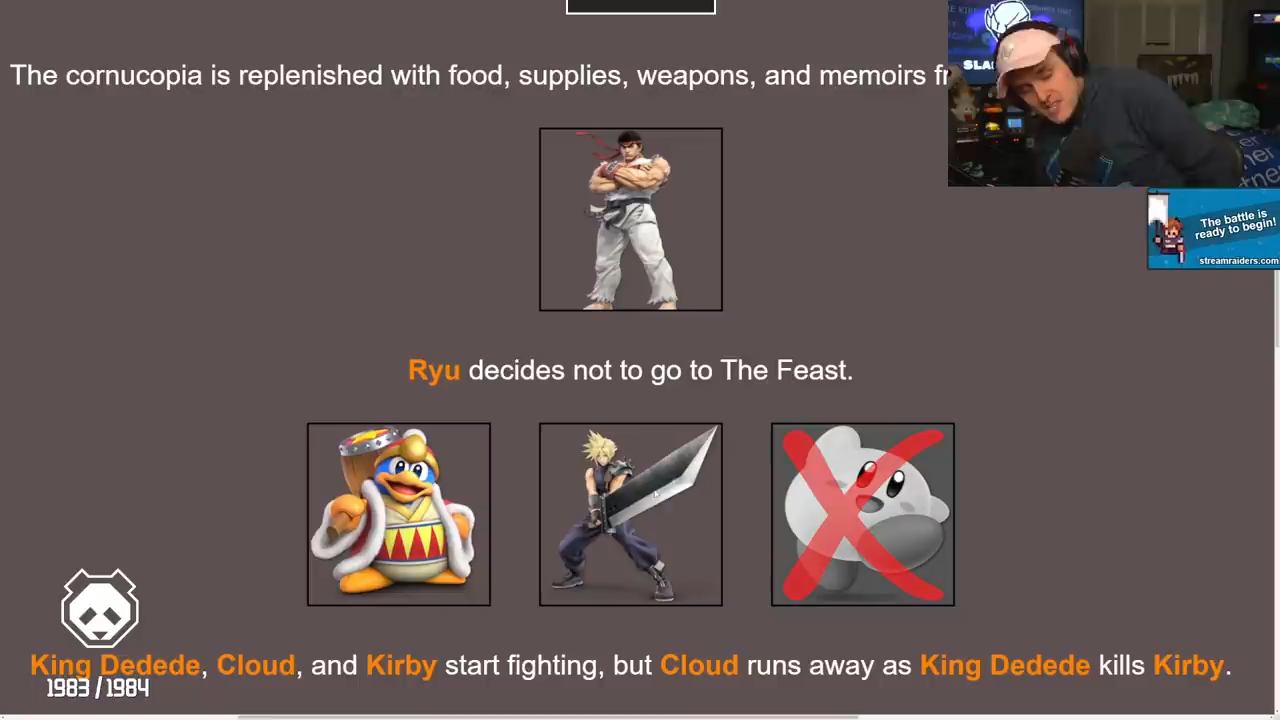 The cornucopia is replenished with food, supplies, weapons, and memoirs
SLA
The battle is
ready to begin!
streamraiders.com
Ryu decides not to go to The Feast.
King Dedede, Cloud, and Kirby start fighting, but Cloud runs away as King Dedede kills Kirby.
1983 / 1984